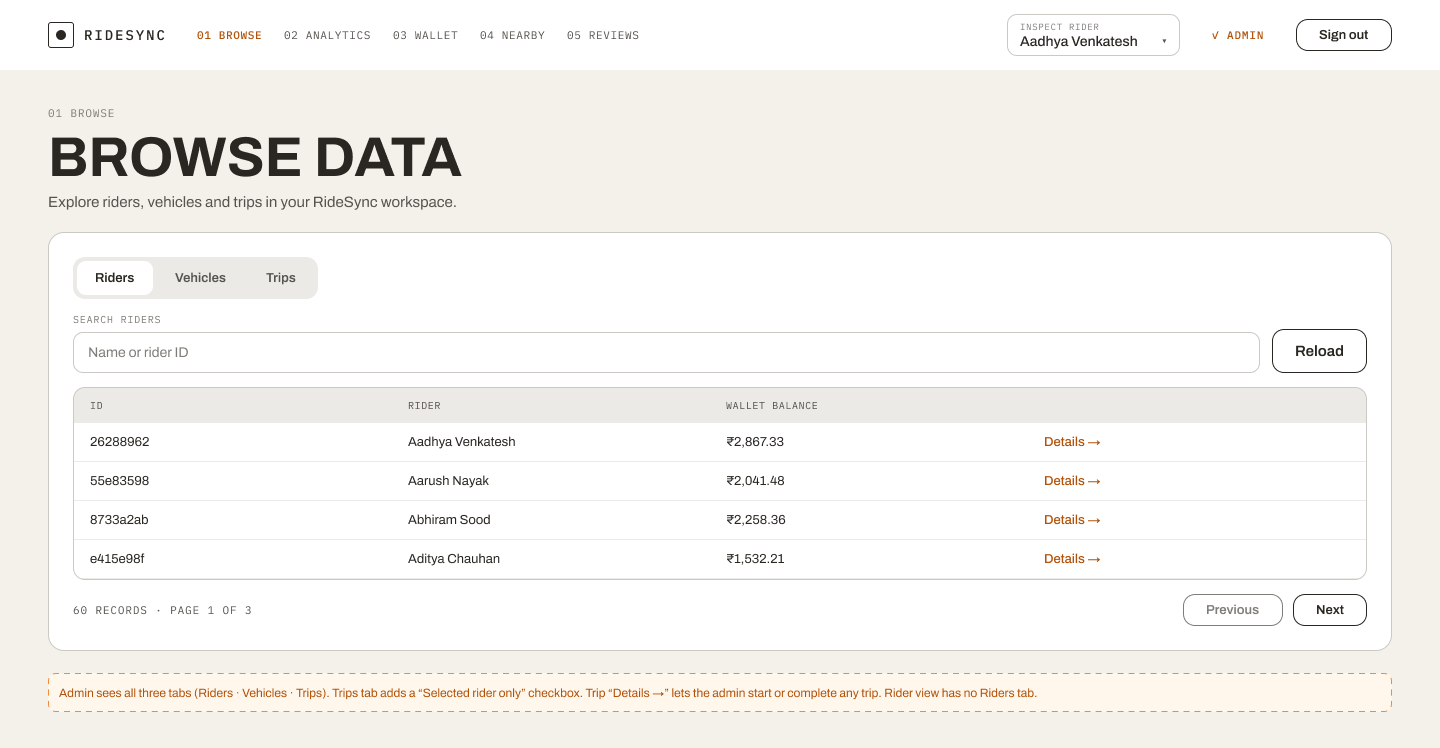 RIDESYNC 01 BROWSE 02 ANALYTICS 03 WALLET 04 NEARBY 05 REVIEWS
INSPECT RIDER
Aadhya Venkatesh ▾
✓ ADMIN
Sign out
01 BROWSE
BROWSE DATA
Explore riders, vehicles and trips in your RideSync workspace.
Riders Vehicles Trips
SEARCH RIDERS
Name or rider ID
Reload
ID RIDER WALLET BALANCE
26288962 Aadhya Venkatesh ₹2,867.33 Details →
55e83598 Aarush Nayak ₹2,041.48 Details →
8733a2ab Abhiram Sood ₹2,258.36 Details →
e415e98f Aditya Chauhan ₹1,532.21 Details →
60 RECORDS · PAGE 1 OF 3 Previous Next
Admin sees all three tabs (Riders · Vehicles · Trips). Trips tab adds a “Selected rider only” checkbox. Trip “Details →” lets the admin start or complete any trip. Rider view has no Riders tab.